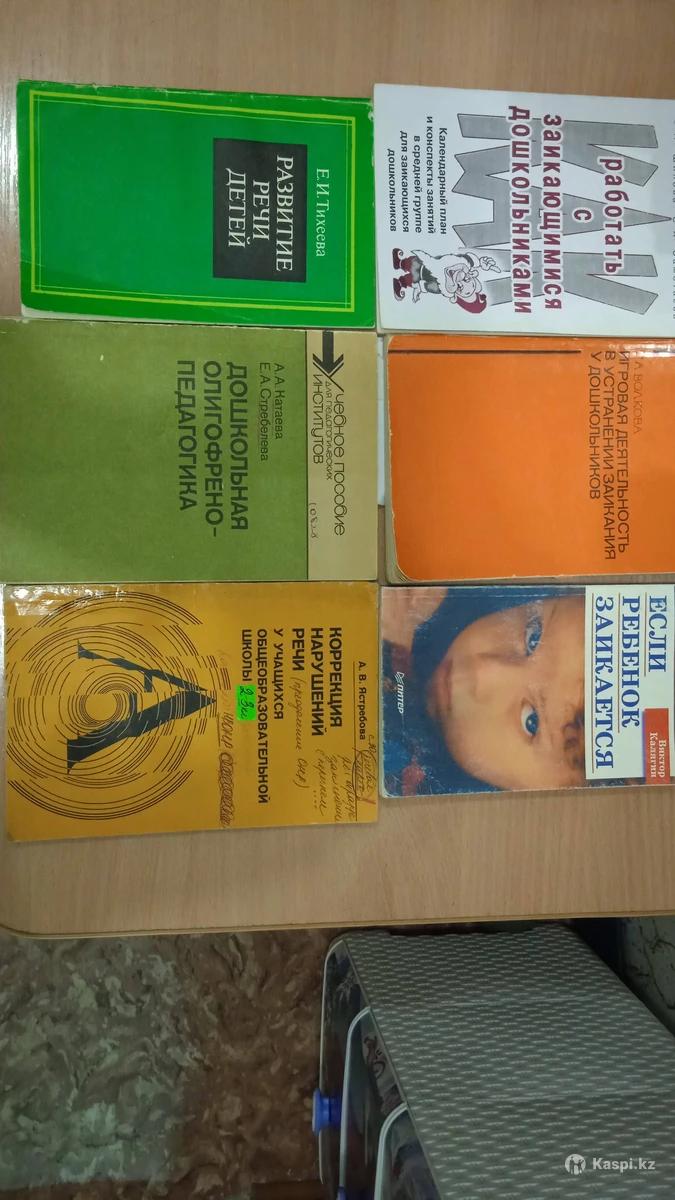 Е.И.Тихеева
РАЗВИТИЕ
РЕЧИ
ДЕТЕЙ
КАК
работать
с
заикающимися
дошкольниками
Календарный план
и конспекты занятий
в средней группе
для заикающихся
дошкольников
Учебное пособие
для педагогических
институтов
А.А.Катаева
Е.А.Стребелева
ДОШКОЛЬНАЯ
ОЛИГОФРЕНО-
ПЕДАГОГИКА
ВОЛКОВА
ИГРОВАЯ ДЕЯТЕЛЬНОСТЬ
В УСТРАНЕНИИ ЗАИКАНИЯ
У ДОШКОЛЬНИКОВ
А. В. Ястребова
КОРРЕКЦИЯ
НАРУШЕНИЙ
РЕЧИ
У УЧАЩИХСЯ
ОБЩЕОБРАЗОВАТЕЛЬНОЙ
ШКОЛЫ
Виктор
Калягин
ЕСЛИ
РЕБЕНОК
ЗАИКАЕТСЯ
ПИТЕР
Kaspi.kz